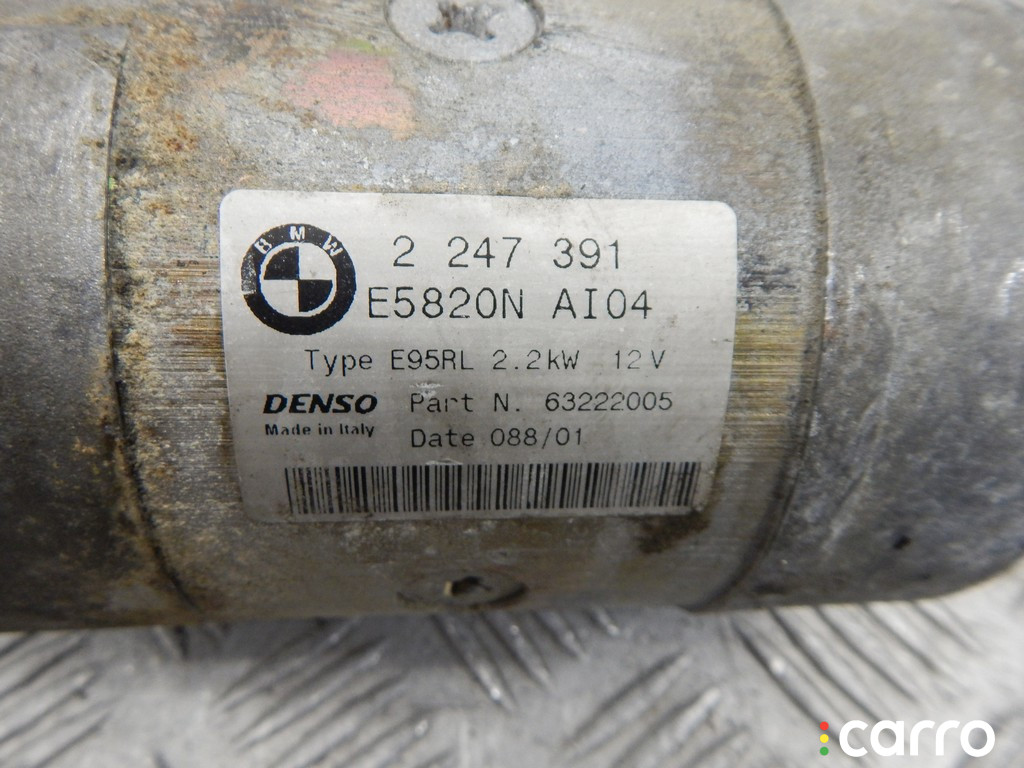 BMW
2 247 391
E5820N AI04
Type E95RL 2.2kW 12V
DENSO Part N. 63222005
Made in Italy Date 088/01
carro